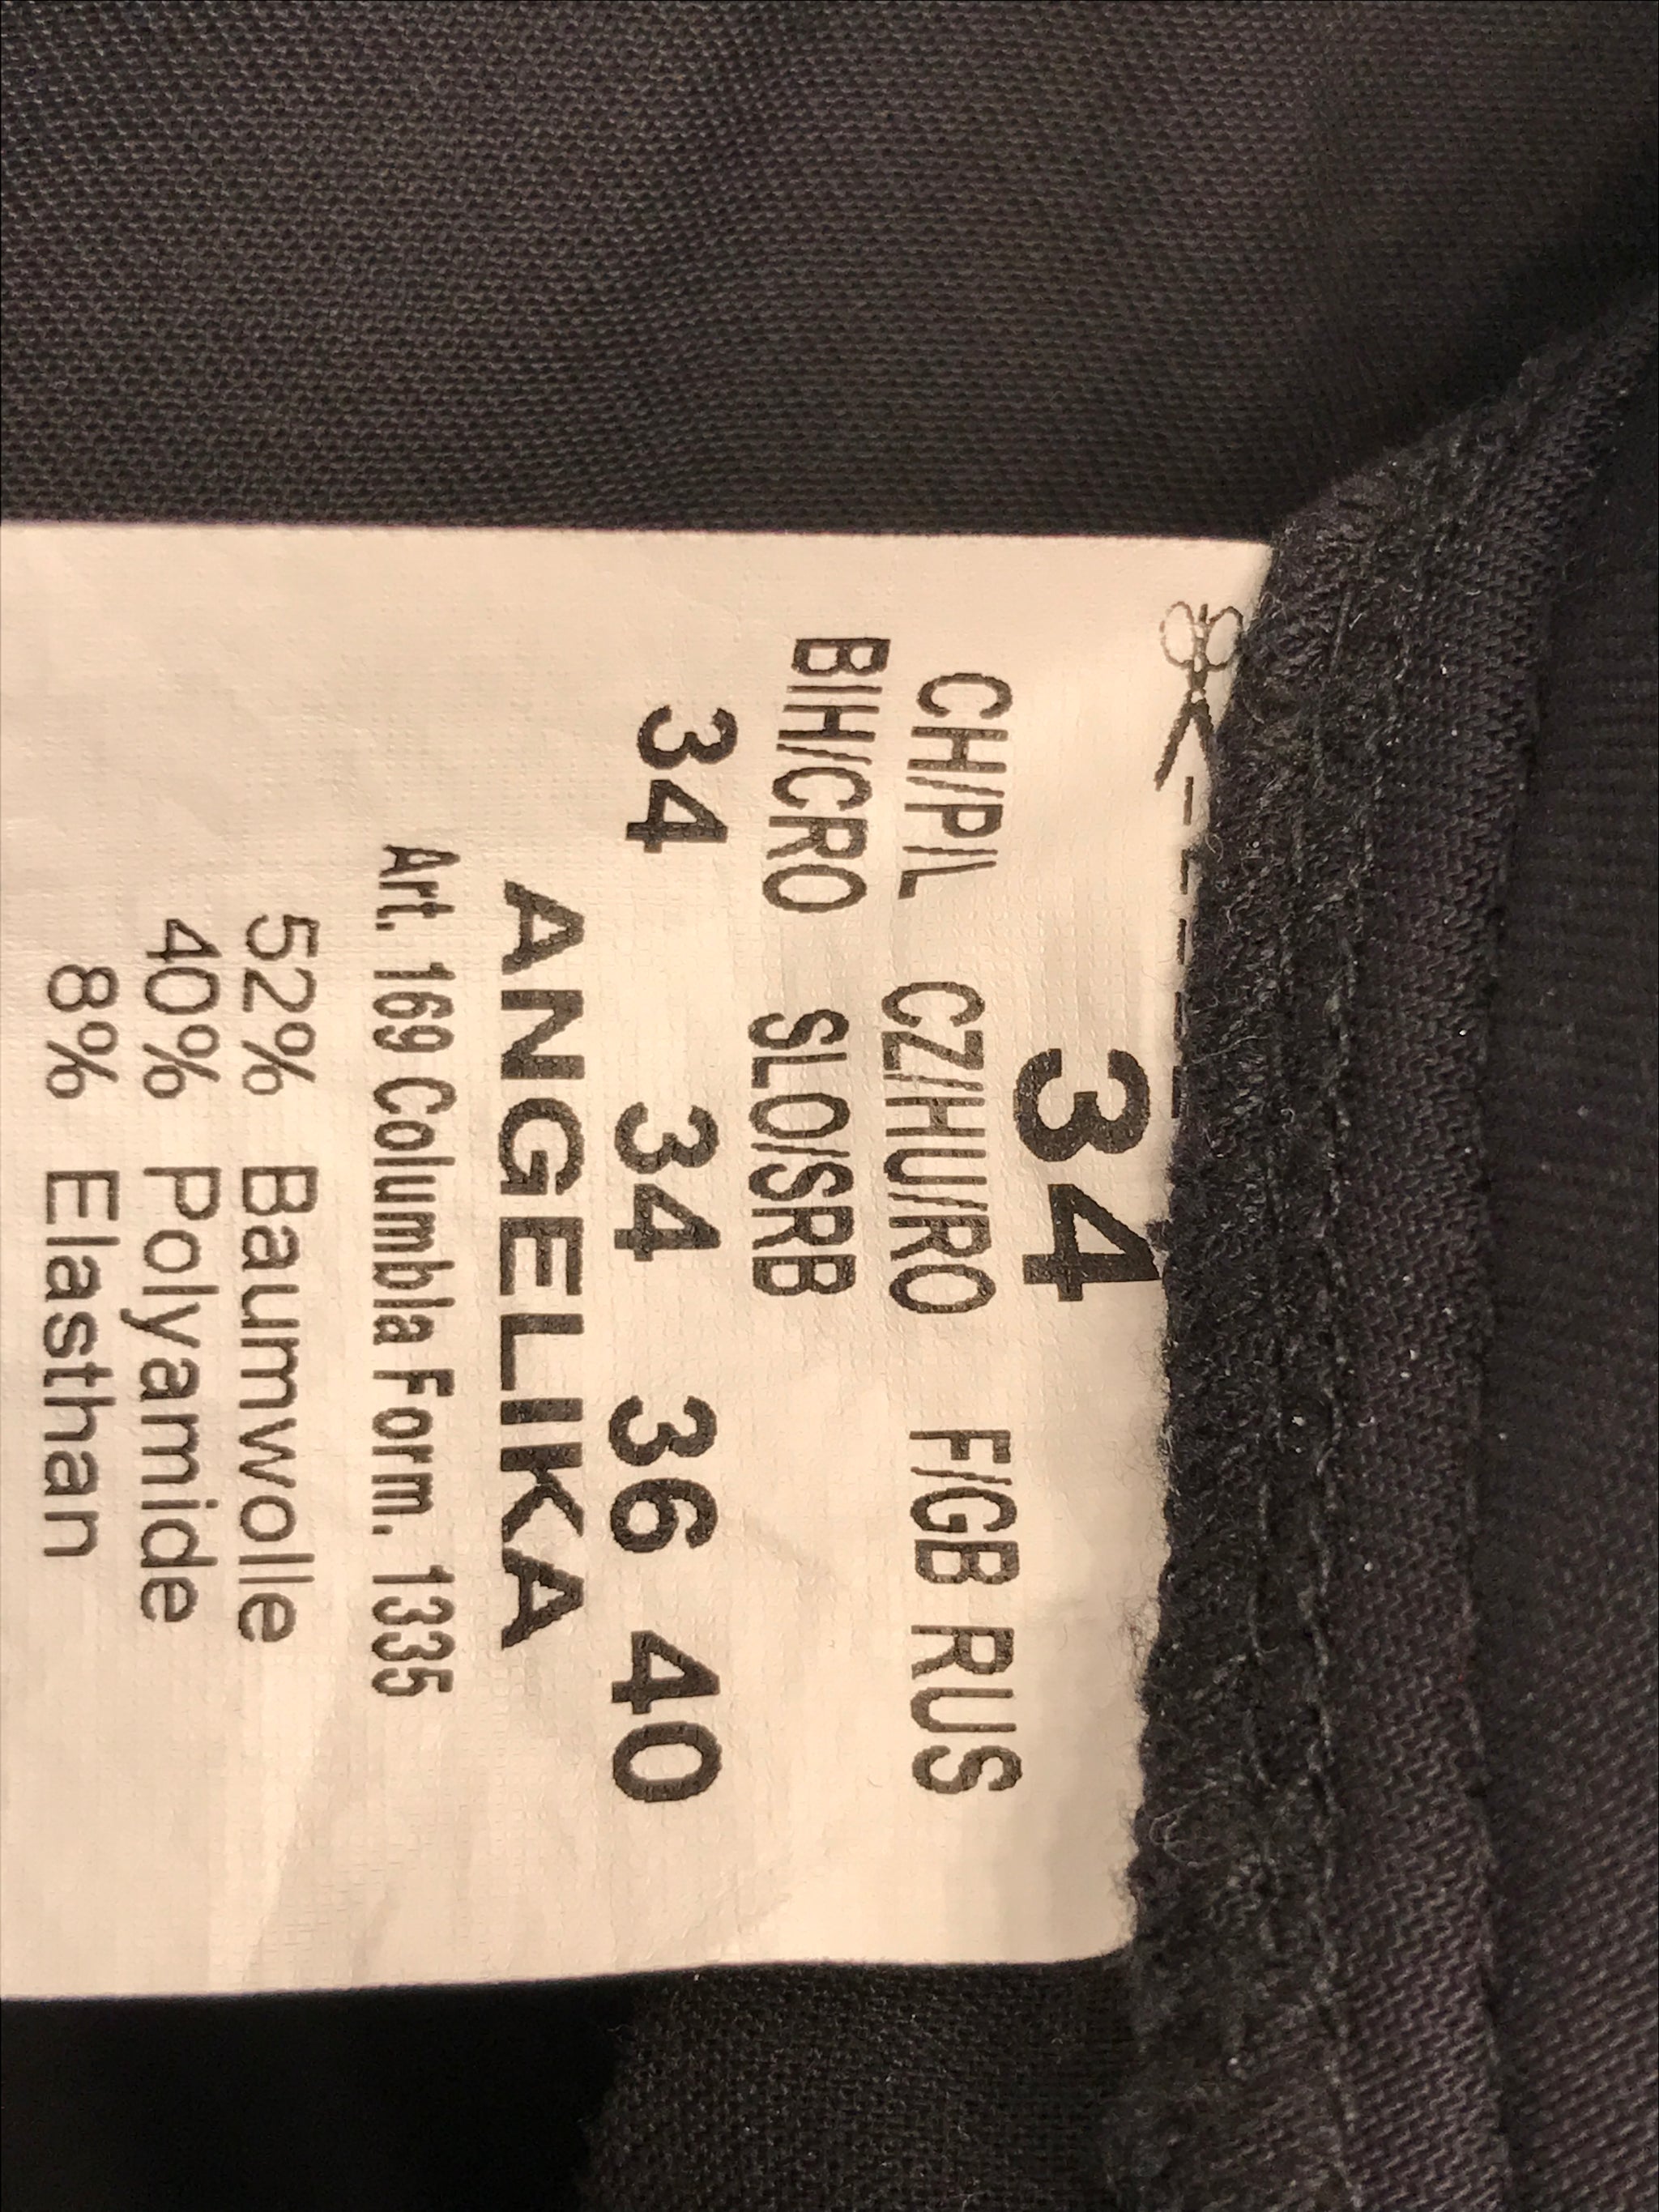 34
CH/P/L CZ/HU/RO F/GB RUS
BIH/CRO SLO/SRB
34 34 36 40
ANGELIKA
Art. 169 Columbia Form. 1335
52% Baumwolle
40% Polyamide
8% Elasthan